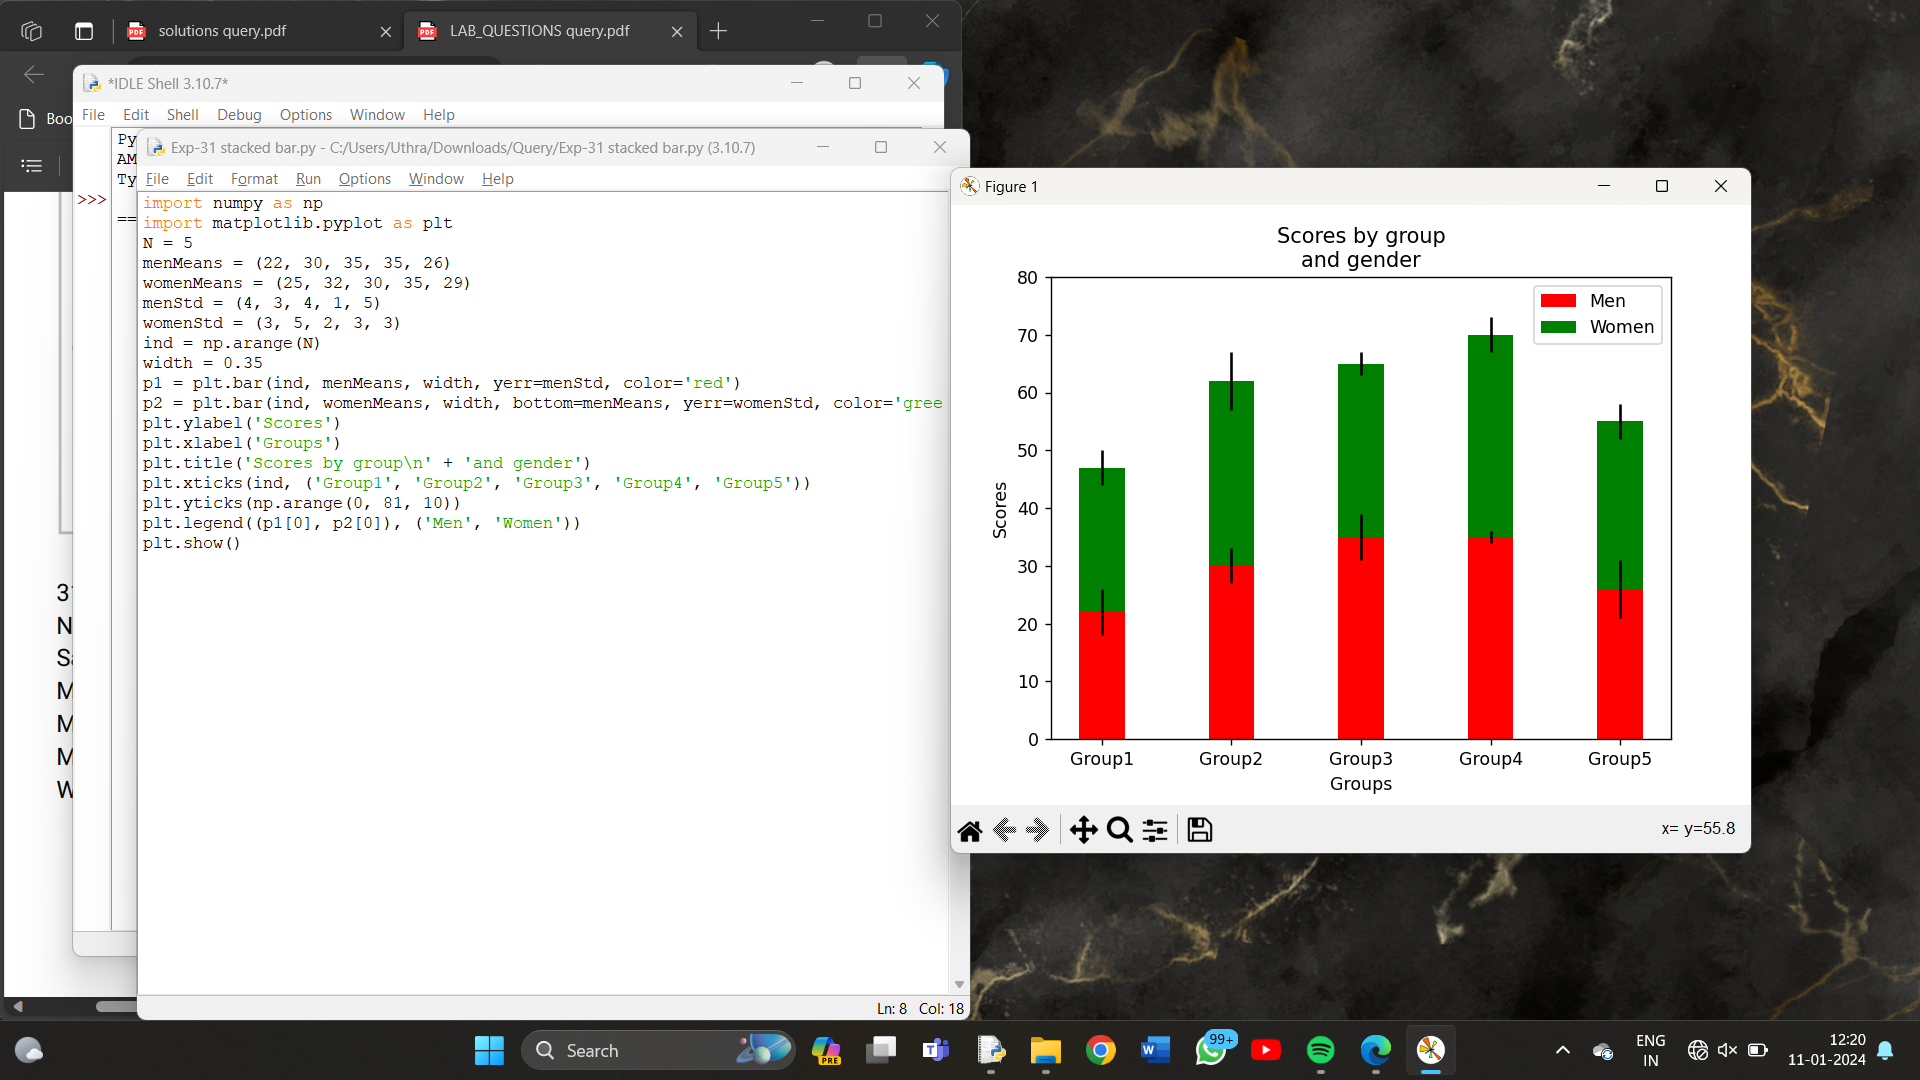 solutions query.pdf
LAB_QUESTIONS query.pdf
*IDLE Shell 3.10.7*
File Edit Shell Debug Options Window Help
Exp-31 stacked bar.py - C:/Users/Uthra/Downloads/Query/Exp-31 stacked bar.py (3.10.7)
File Edit Format Run Options Window Help
>>>
==
import numpy as np
import matplotlib.pyplot as plt
N = 5
menMeans = (22, 30, 35, 35, 26)
womenMeans = (25, 32, 30, 35, 29)
menStd = (4, 3, 4, 1, 5)
womenStd = (3, 5, 2, 3, 3)
ind = np.arange(N)
width = 0.35
p1 = plt.bar(ind, menMeans, width, yerr=menStd, color='red')
p2 = plt.bar(ind, womenMeans, width, bottom=menMeans, yerr=womenStd, color='gree
plt.ylabel('Scores')
plt.xlabel('Groups')
plt.title('Scores by group\n' + 'and gender')
plt.xticks(ind, ('Group1', 'Group2', 'Group3', 'Group4', 'Group5'))
plt.yticks(np.arange(0, 81, 10))
plt.legend((p1[0], p2[0]), ('Men', 'Women'))
plt.show()
Ln: 8 Col: 18
Figure 1
Scores by group
and gender
Men
Women
80
70
60
50
40
30
20
10
0
Scores
Group1 Group2 Group3 Group4 Group5
Groups
x= y=55.8
Search
PRE
99+
ENG
IN
12:20
11-01-2024